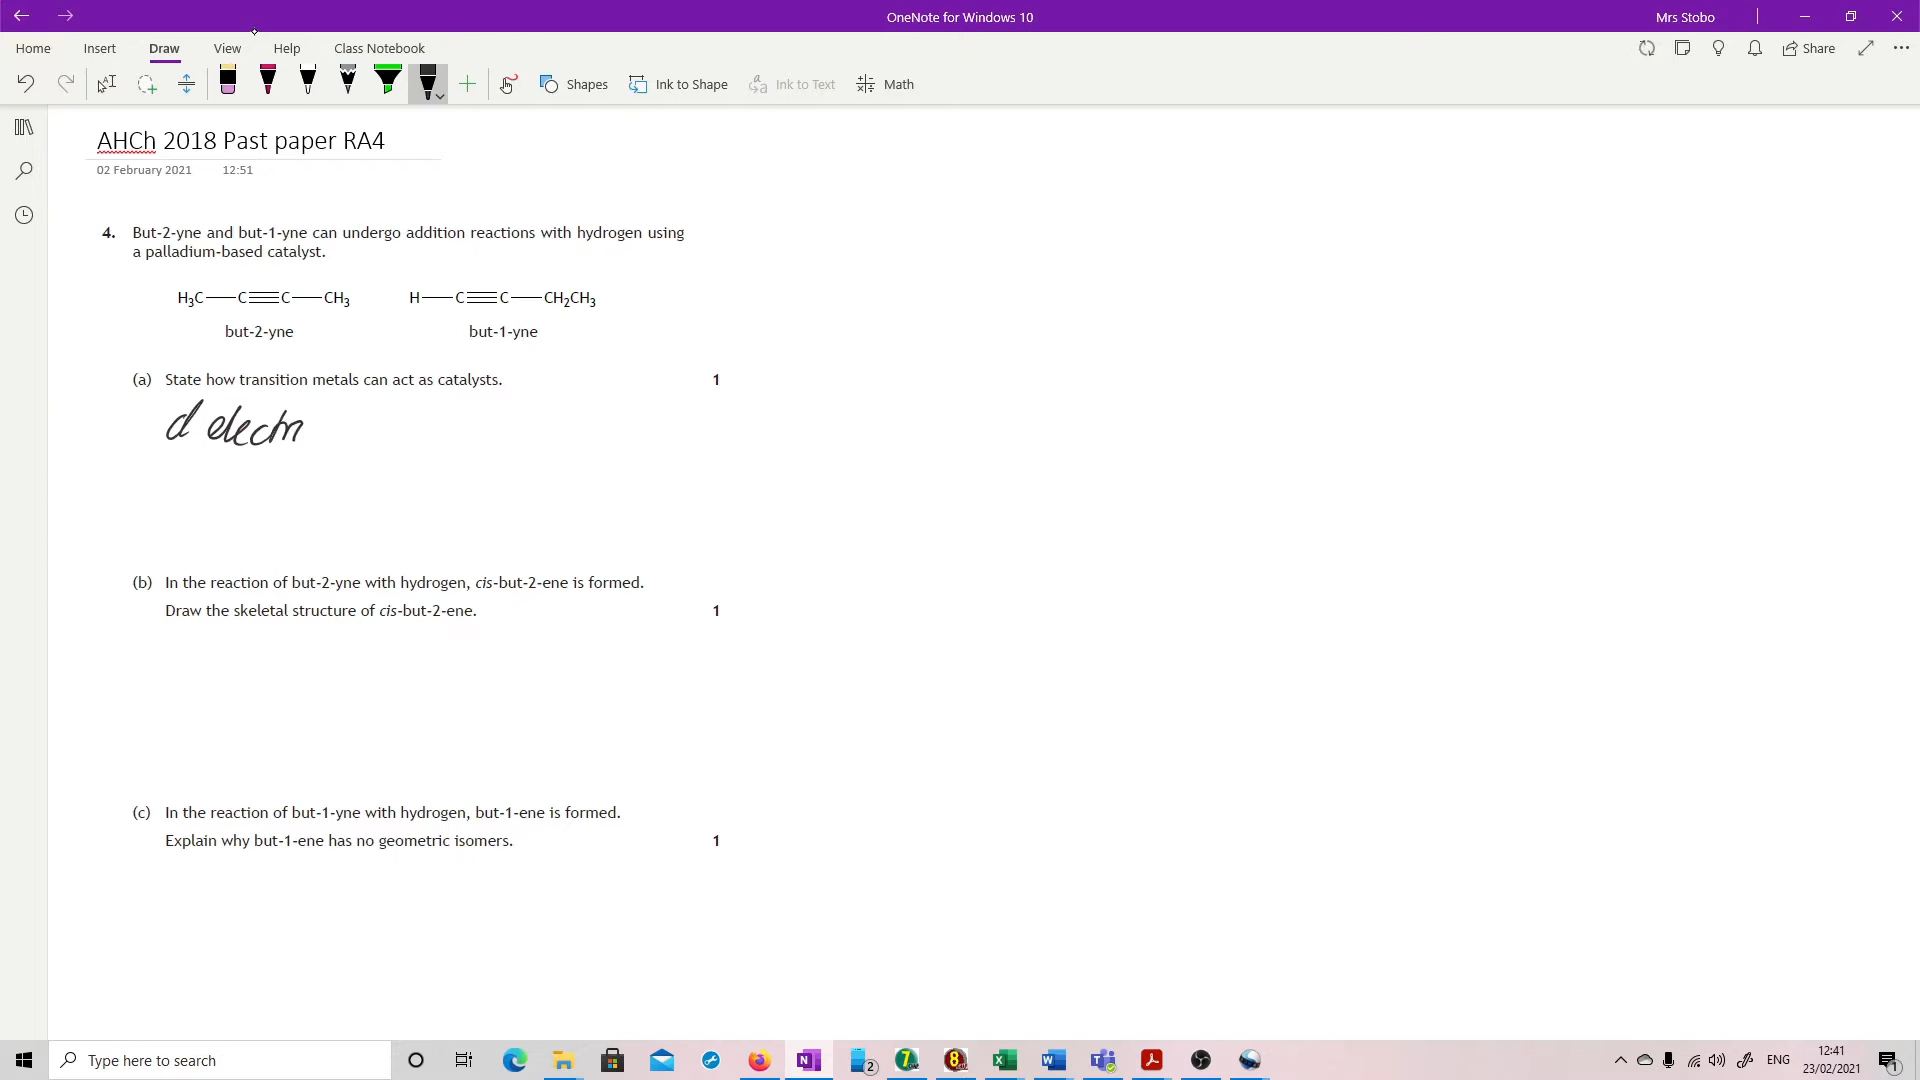 OneNote for Windows 10
Mrs Stobo
Home Insert Draw View Help Class Notebook
Share
Shapes Ink to Shape Ink to Text Math
AHCh 2018 Past paper RA4
02 February 2021 12:51
4. But-2-yne and but-1-yne can undergo addition reactions with hydrogen using
a palladium-based catalyst.
H₃C—C≡C—CH₃ H—C≡C—CH₂CH₃
but-2-yne but-1-yne
(a) State how transition metals can act as catalysts. 1
d electn
(b) In the reaction of but-2-yne with hydrogen, cis-but-2-ene is formed.
Draw the skeletal structure of cis-but-2-ene. 1
(c) In the reaction of but-1-yne with hydrogen, but-1-ene is formed.
Explain why but-1-ene has no geometric isomers. 1
Type here to search
ENG
12:41
23/02/2021